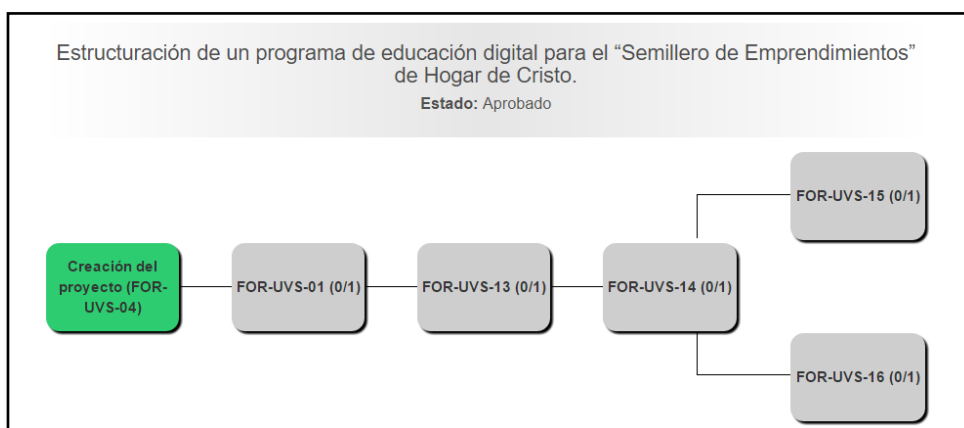 Estructuración de un programa de educación digital para el “Semillero de Emprendimientos”
de Hogar de Cristo.
Estado: Aprobado
Creación del
proyecto (FOR-
UVS-04)
FOR-UVS-01 (0/1)
FOR-UVS-13 (0/1)
FOR-UVS-14 (0/1)
FOR-UVS-15 (0/1)
FOR-UVS-16 (0/1)